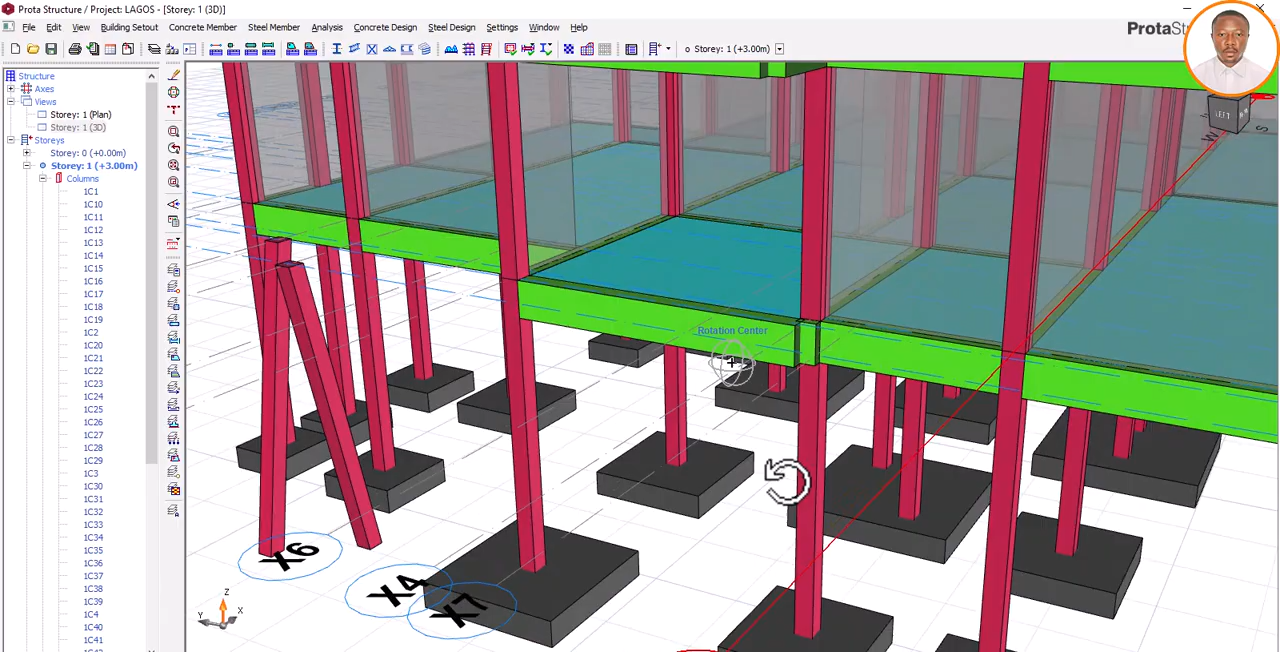 Prota Structure / Project: LAGOS - [Storey: 1 (3D)]
File Edit View Building Setout Concrete Member Steel Member Analysis Concrete Design Steel Design Settings Window Help
Storey: 1 (+3.00m)
Structure
Axes
Views
Storey: 1 (Plan)
Storey: 1 (3D)
Storeys
Storey: 0 (+0.00m)
Storey: 1 (+3.00m)
Columns
1C1
1C10
1C11
1C12
1C13
1C14
1C15
1C16
1C17
1C18
1C19
1C2
1C20
1C21
1C22
1C23
1C24
1C25
1C26
1C27
1C28
1C29
1C3
1C30
1C31
1C32
1C33
1C34
1C35
1C36
1C37
1C38
1C39
1C4
1C40
1C41
LEFT
W
S
Rotation Center
X6
X4
X7
Z
Y
X